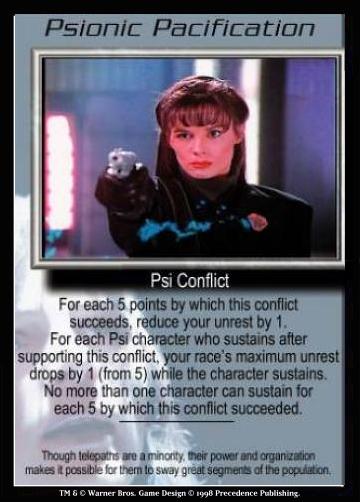 Psionic Pacification
Psi Conflict
For each 5 points by which this conflict
succeeds, reduce your unrest by 1.
For each Psi character who sustains after
supporting this conflict, your race's maximum unrest
drops by 1 (from 5) while the character sustains.
No more than one character can sustain for
each 5 by which this conflict succeeded.
Though telepaths are a minority, their power and organization
makes it possible for them to sway great segments of the population.
TM & © Warner Bros. Game Design © 1998 Precedence Publishing.